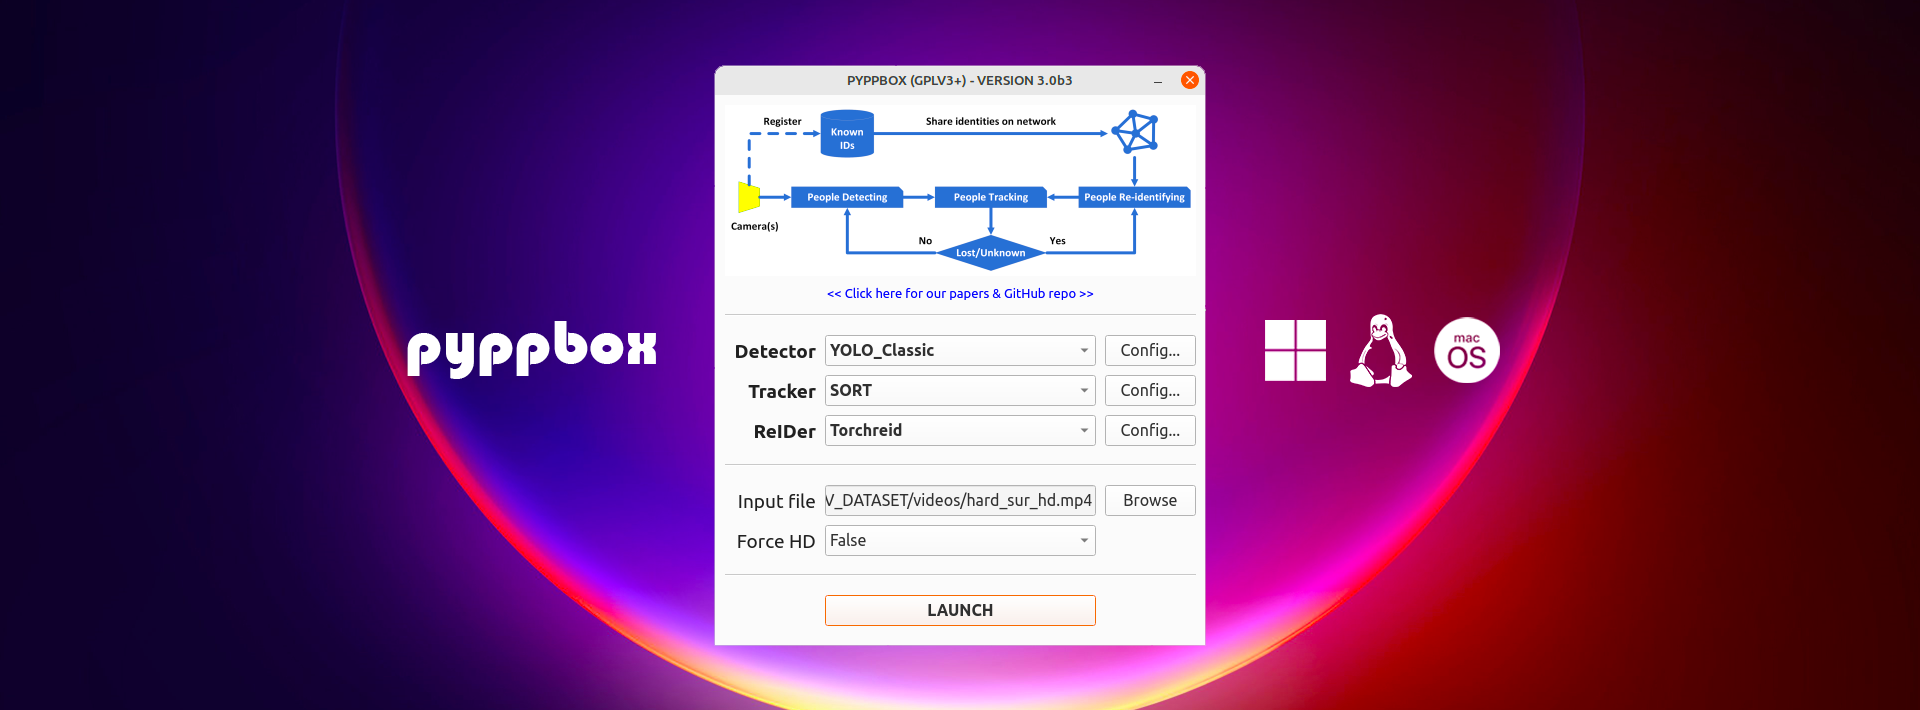 PYPPBOX (GPLV3+) - VERSION 3.0b3
Register
Known
IDs
Share identities on network
People Detecting
People Tracking
People Re-identifying
Camera(s)
No
Lost/Unknown
Yes
<< Click here for our papers & GitHub repo >>
pyppbox
Detector YOLO_Classic Config...
Tracker SORT Config...
ReIDer Torchreid Config...
Input file V_DATASET/videos/hard_sur_hd.mp4 Browse
Force HD False
LAUNCH
mac
OS